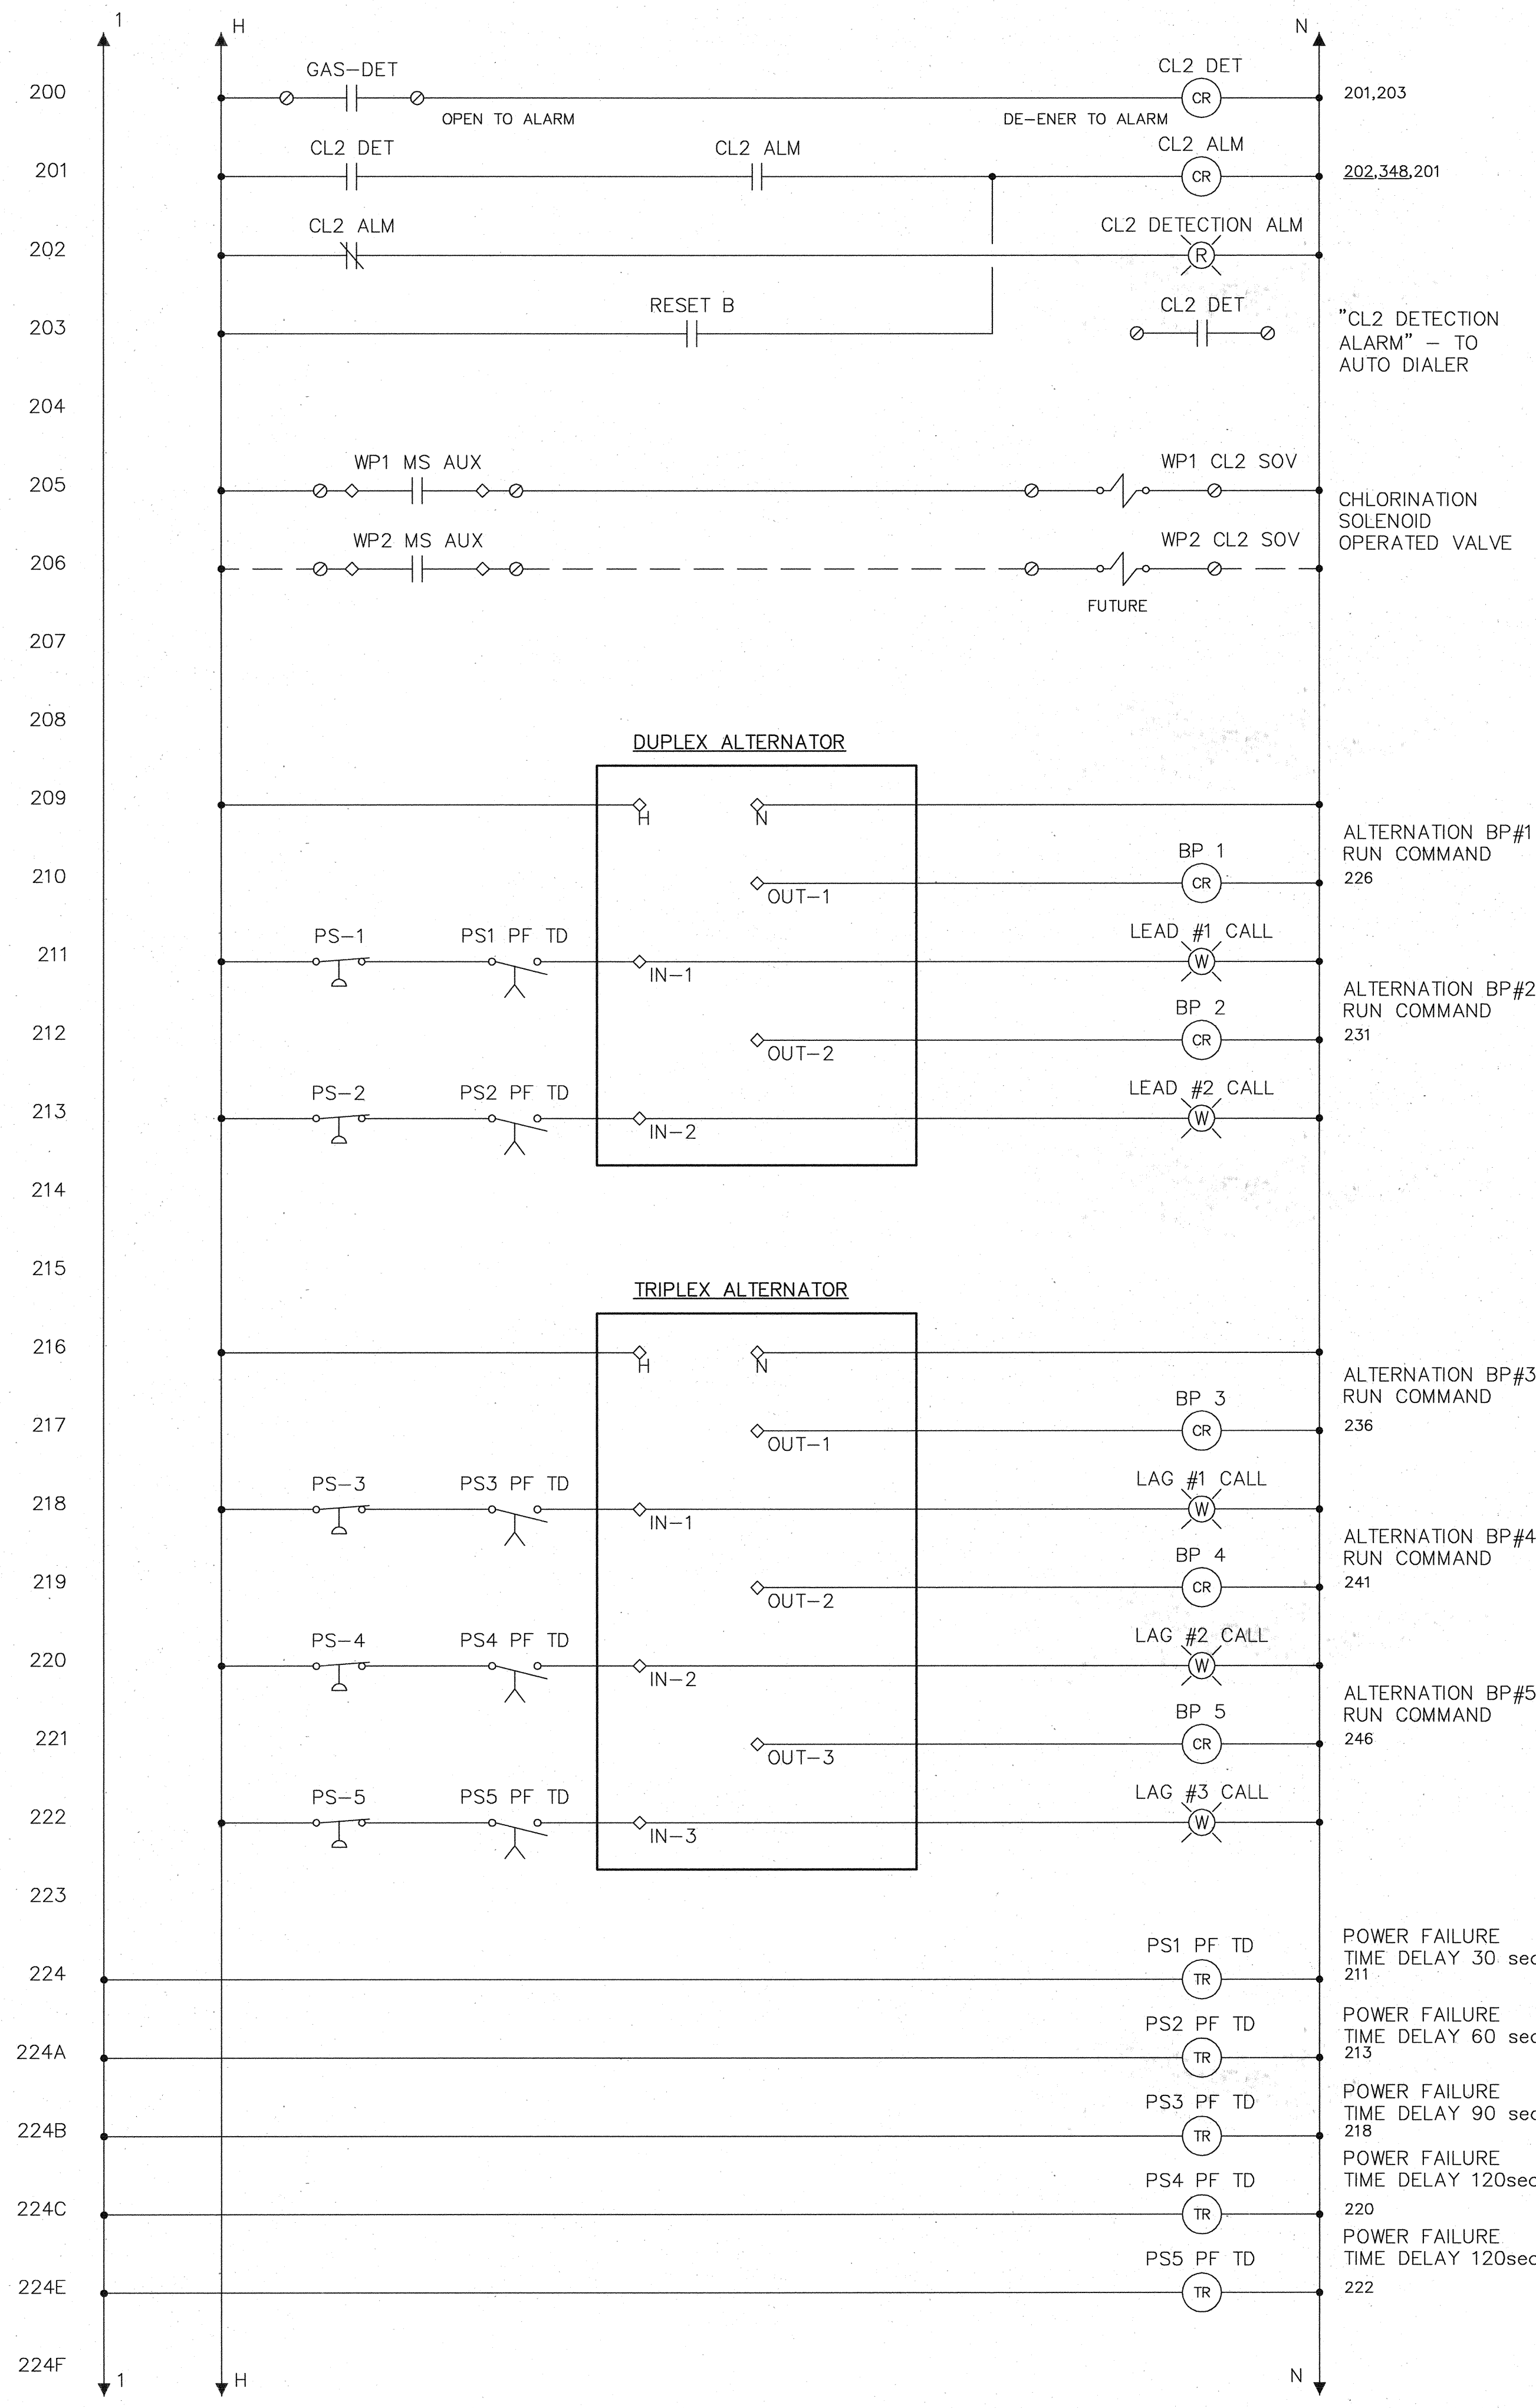 1
H
N
GAS-DET
CL2 DET
200
CR
201,203
OPEN TO ALARM
DE-ENER TO ALARM
CL2 DET
CL2 ALM
CL2 ALM
201
CR
202,348,201
CL2 ALM
CL2 DETECTION ALM
202
R
RESET B
CL2 DET
203
"CL2 DETECTION
ALARM" - TO
AUTO DIALER
204
WP1 MS AUX
WP1 CL2 SOV
205
CHLORINATION
SOLENOID
OPERATED VALVE
WP2 MS AUX
WP2 CL2 SOV
206
FUTURE
207
208
DUPLEX ALTERNATOR
209
H
N
ALTERNATION BP#1
RUN COMMAND
BP 1
210
CR
226
OUT-1
PS-1
PS1 PF TD
LEAD #1 CALL
211
W
IN-1
ALTERNATION BP#2
RUN COMMAND
BP 2
212
CR
231
OUT-2
PS-2
PS2 PF TD
LEAD #2 CALL
213
W
IN-2
214
215
TRIPLEX ALTERNATOR
216
H
N
ALTERNATION BP#3
RUN COMMAND
BP 3
217
CR
236
OUT-1
PS-3
PS3 PF TD
LAG #1 CALL
218
W
IN-1
ALTERNATION BP#4
RUN COMMAND
BP 4
219
CR
241
OUT-2
PS-4
PS4 PF TD
LAG #2 CALL
220
W
IN-2
ALTERNATION BP#5
RUN COMMAND
BP 5
221
CR
246
OUT-3
PS-5
PS5 PF TD
LAG #3 CALL
222
W
IN-3
223
POWER FAILURE
TIME DELAY 30 sec
PS1 PF TD
224
TR
211
POWER FAILURE
TIME DELAY 60 sec
PS2 PF TD
224A
TR
213
POWER FAILURE
TIME DELAY 90 sec
PS3 PF TD
224B
TR
218
POWER FAILURE
TIME DELAY 120sec
PS4 PF TD
224C
TR
220
POWER FAILURE
TIME DELAY 120sec
PS5 PF TD
224E
TR
222
224F
1
H
N